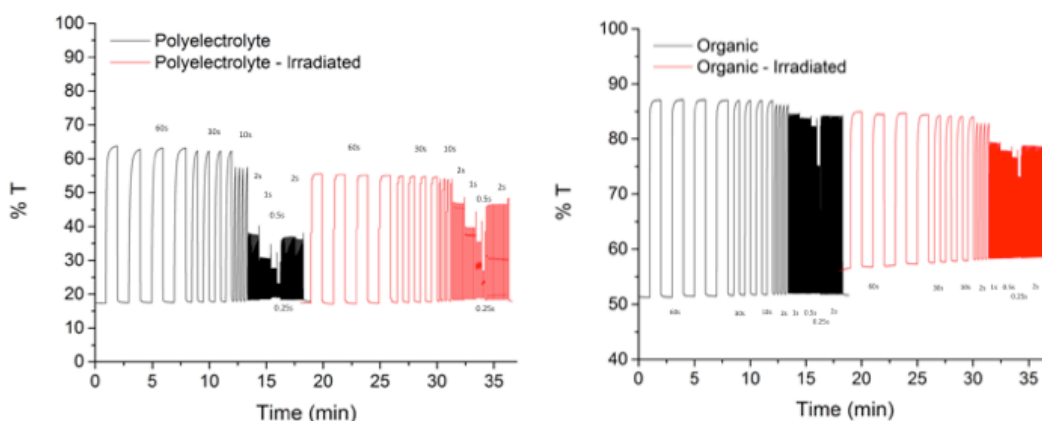 100
90
80
70
60
50
40
30
20
10
0
% T
Polyelectrolyte
Polyelectrolyte - Irradiated
60s
30s
10s
2s
1s
0.5s
0.25s
2s
60s
30s
10s
2s
1s
0.5s
0.25s
2s
0 5 10 15 20 25 30 35
Time (min)
100
90
80
70
60
50
40
% T
Organic
Organic - Irradiated
60s
30s
10s
2s
1s
0.5s
0.25s
2s
60s
30s
10s
2s
1s
0.5s
0.25s
2s
0 5 10 15 20 25 30 35
Time (min)